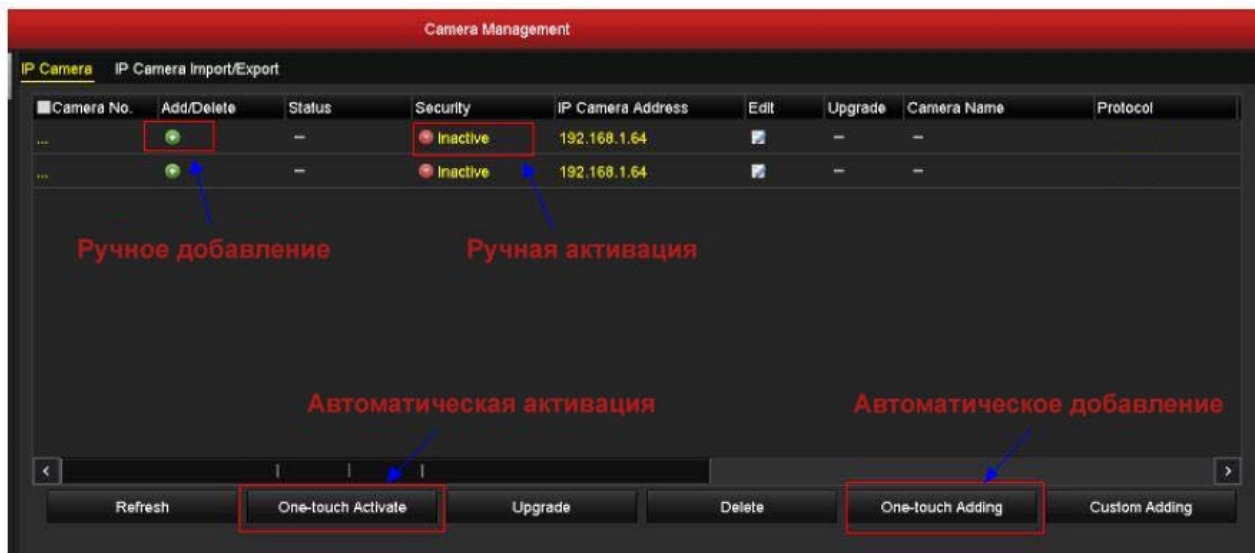 Camera Management
IP Camera IP Camera Import/Export
Camera No. Add/Delete Status Security IP Camera Address Edit Upgrade Camera Name Protocol
... – Inactive 192.168.1.64 – –
... – Inactive 192.168.1.64 – –
Ручное добавление Ручная активация
Автоматическая активация Автоматическое добавление
Refresh One-touch Activate Upgrade Delete One-touch Adding Custom Adding